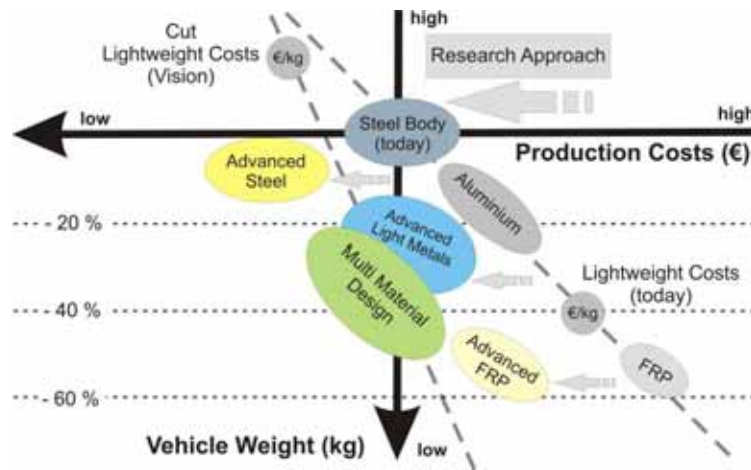 Cut
Lightweight Costs
(Vision)
€/kg
high
Research Approach
low
high
Steel Body
(today)
Production Costs (€)
Advanced
Steel
Aluminium
- 20 %
Advanced
Light Metals
Multi Material
Design
Lightweight Costs
(today)
- 40 %
€/kg
Advanced
FRP
FRP
- 60 %
Vehicle Weight (kg)
low